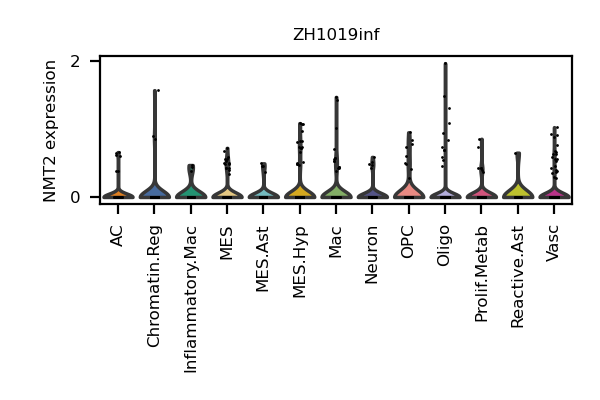 ZH1019inf
NMT2 expression
2
0
AC
Chromatin.Reg
Inflammatory.Mac
MES
MES.Ast
MES.Hyp
Mac
Neuron
OPC
Oligo
Prolif.Metab
Reactive.Ast
Vasc